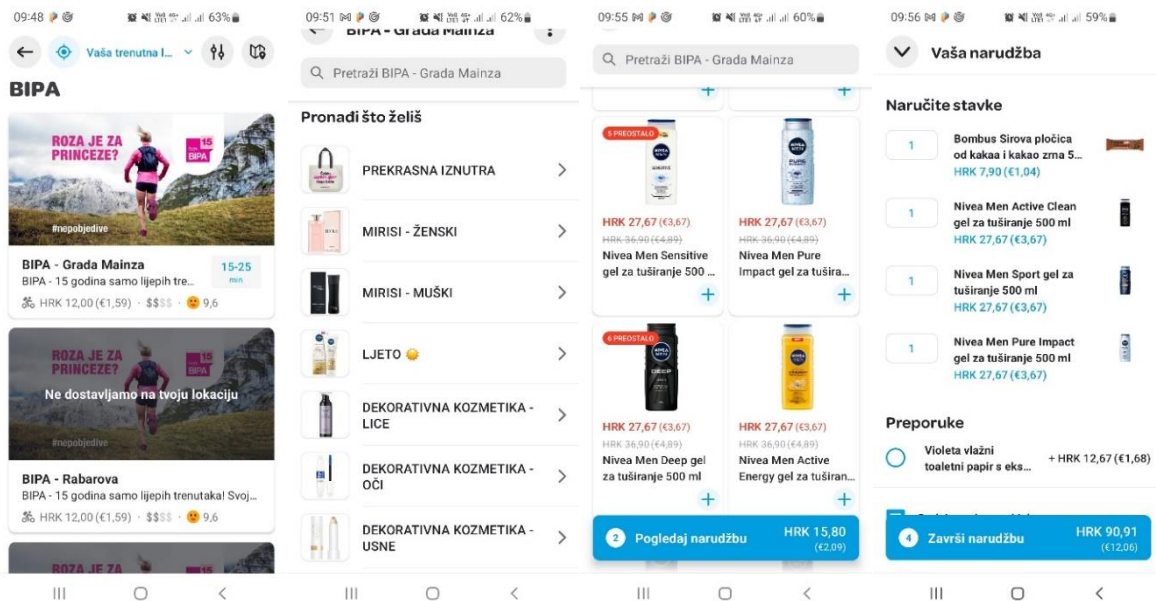 09:48
63%
Vaša trenutna l...
BIPA
ROZA JE ZA
PRINCEZE?
15
BIPA
#nepobjedive
BIPA - Grada Mainza
15-25
min
BIPA - 15 godina samo lijepih tre...
HRK 12,00 (€1,59) · $$$$ · 9,6
ROZA JE ZA
PRINCEZE?
15
BIPA
Ne dostavljamo na tvoju lokaciju
#nepobjedive
BIPA - Rabarova
BIPA - 15 godina samo lijepih trenutaka! Svoj...
HRK 12,00 (€1,59) · $$$$ · 9,6
ROZA JE ZA
15
09:51
62%
BIPA - Grada Mainza
Pretraži BIPA - Grada Mainza
Pronađi što želiš
PREKRASNA IZNUTRA
MIRISI - ŽENSKI
MIRISI - MUŠKI
LJETO
DEKORATIVNA KOZMETIKA -
LICE
DEKORATIVNA KOZMETIKA -
OČI
DEKORATIVNA KOZMETIKA -
USNE
09:55
60%
Pretraži BIPA - Grada Mainza
5 PREOSTALO
HRK 27,67 (€3,67)
HRK 36,90 (€4,89)
Nivea Men Sensitive
gel za tuširanje 500 ...
HRK 27,67 (€3,67)
HRK 36,90 (€4,89)
Nivea Men Pure
Impact gel za tušira...
6 PREOSTALO
HRK 27,67 (€3,67)
HRK 36,90 (€4,89)
Nivea Men Deep gel
za tuširanje 500 ml
HRK 27,67 (€3,67)
HRK 36,90 (€4,89)
Nivea Men Active
Energy gel za tuširan...
2 Pogledaj narudžbu HRK 15,80
(€2,09)
09:56
59%
Vaša narudžba
Naručite stavke
1 Bombus Sirova pločica
od kakaa i kakao zrna 5...
HRK 7,90 (€1,04)
1 Nivea Men Active Clean
gel za tuširanje 500 ml
HRK 27,67 (€3,67)
1 Nivea Men Sport gel za
tuširanje 500 ml
HRK 27,67 (€3,67)
1 Nivea Men Pure Impact
gel za tuširanje 500 ml
HRK 27,67 (€3,67)
Preporuke
Violeta vlažni
toaletni papir s eks...
+ HRK 12,67 (€1,68)
4 Završi narudžbu HRK 90,91
(€12,06)